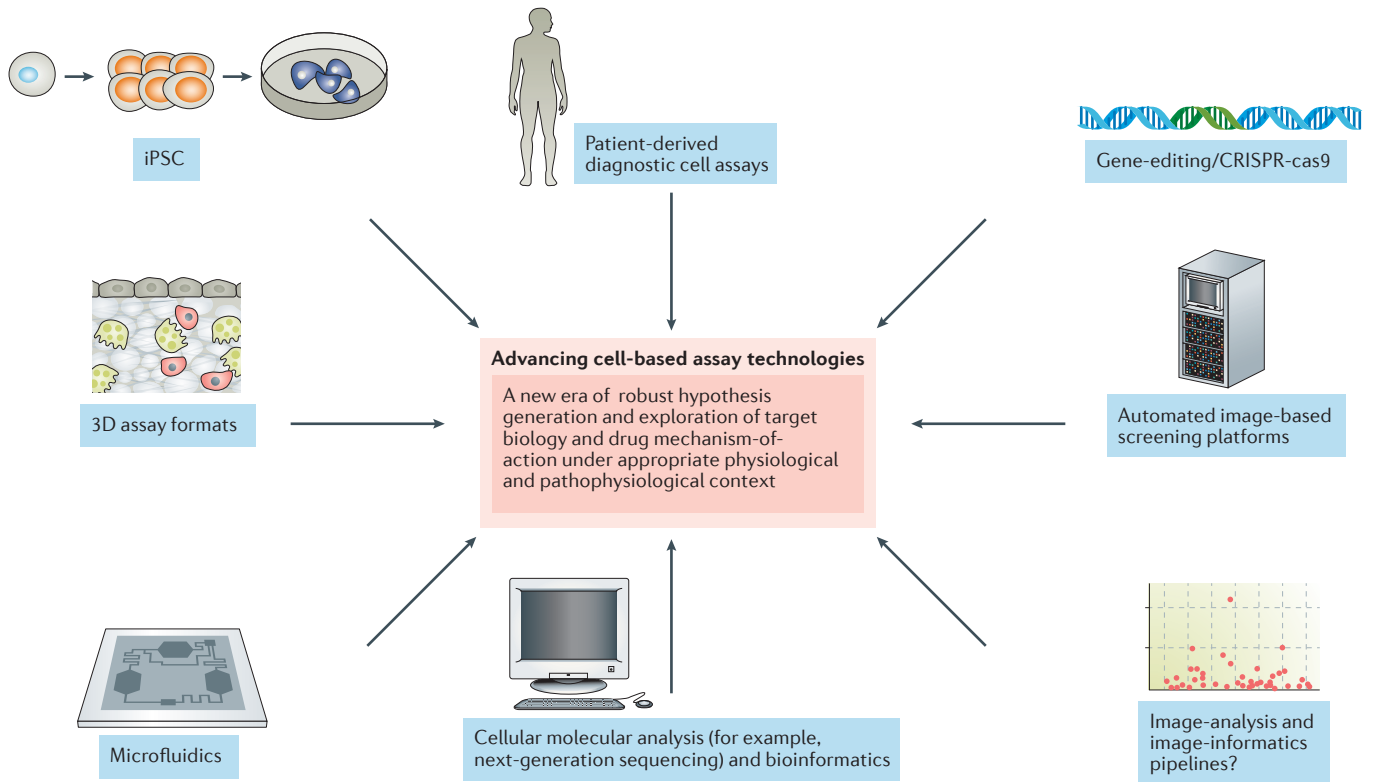 iPSC
Patient-derived
diagnostic cell assays
Gene-editing/CRISPR-cas9
3D assay formats
Advancing cell-based assay technologies
A new era of robust hypothesis
generation and exploration of target
biology and drug mechanism-of-
action under appropriate physiological
and pathophysiological context
Automated image-based
screening platforms
Microfluidics
Cellular molecular analysis (for example,
next-generation sequencing) and bioinformatics
Image-analysis and
image-informatics
pipelines?